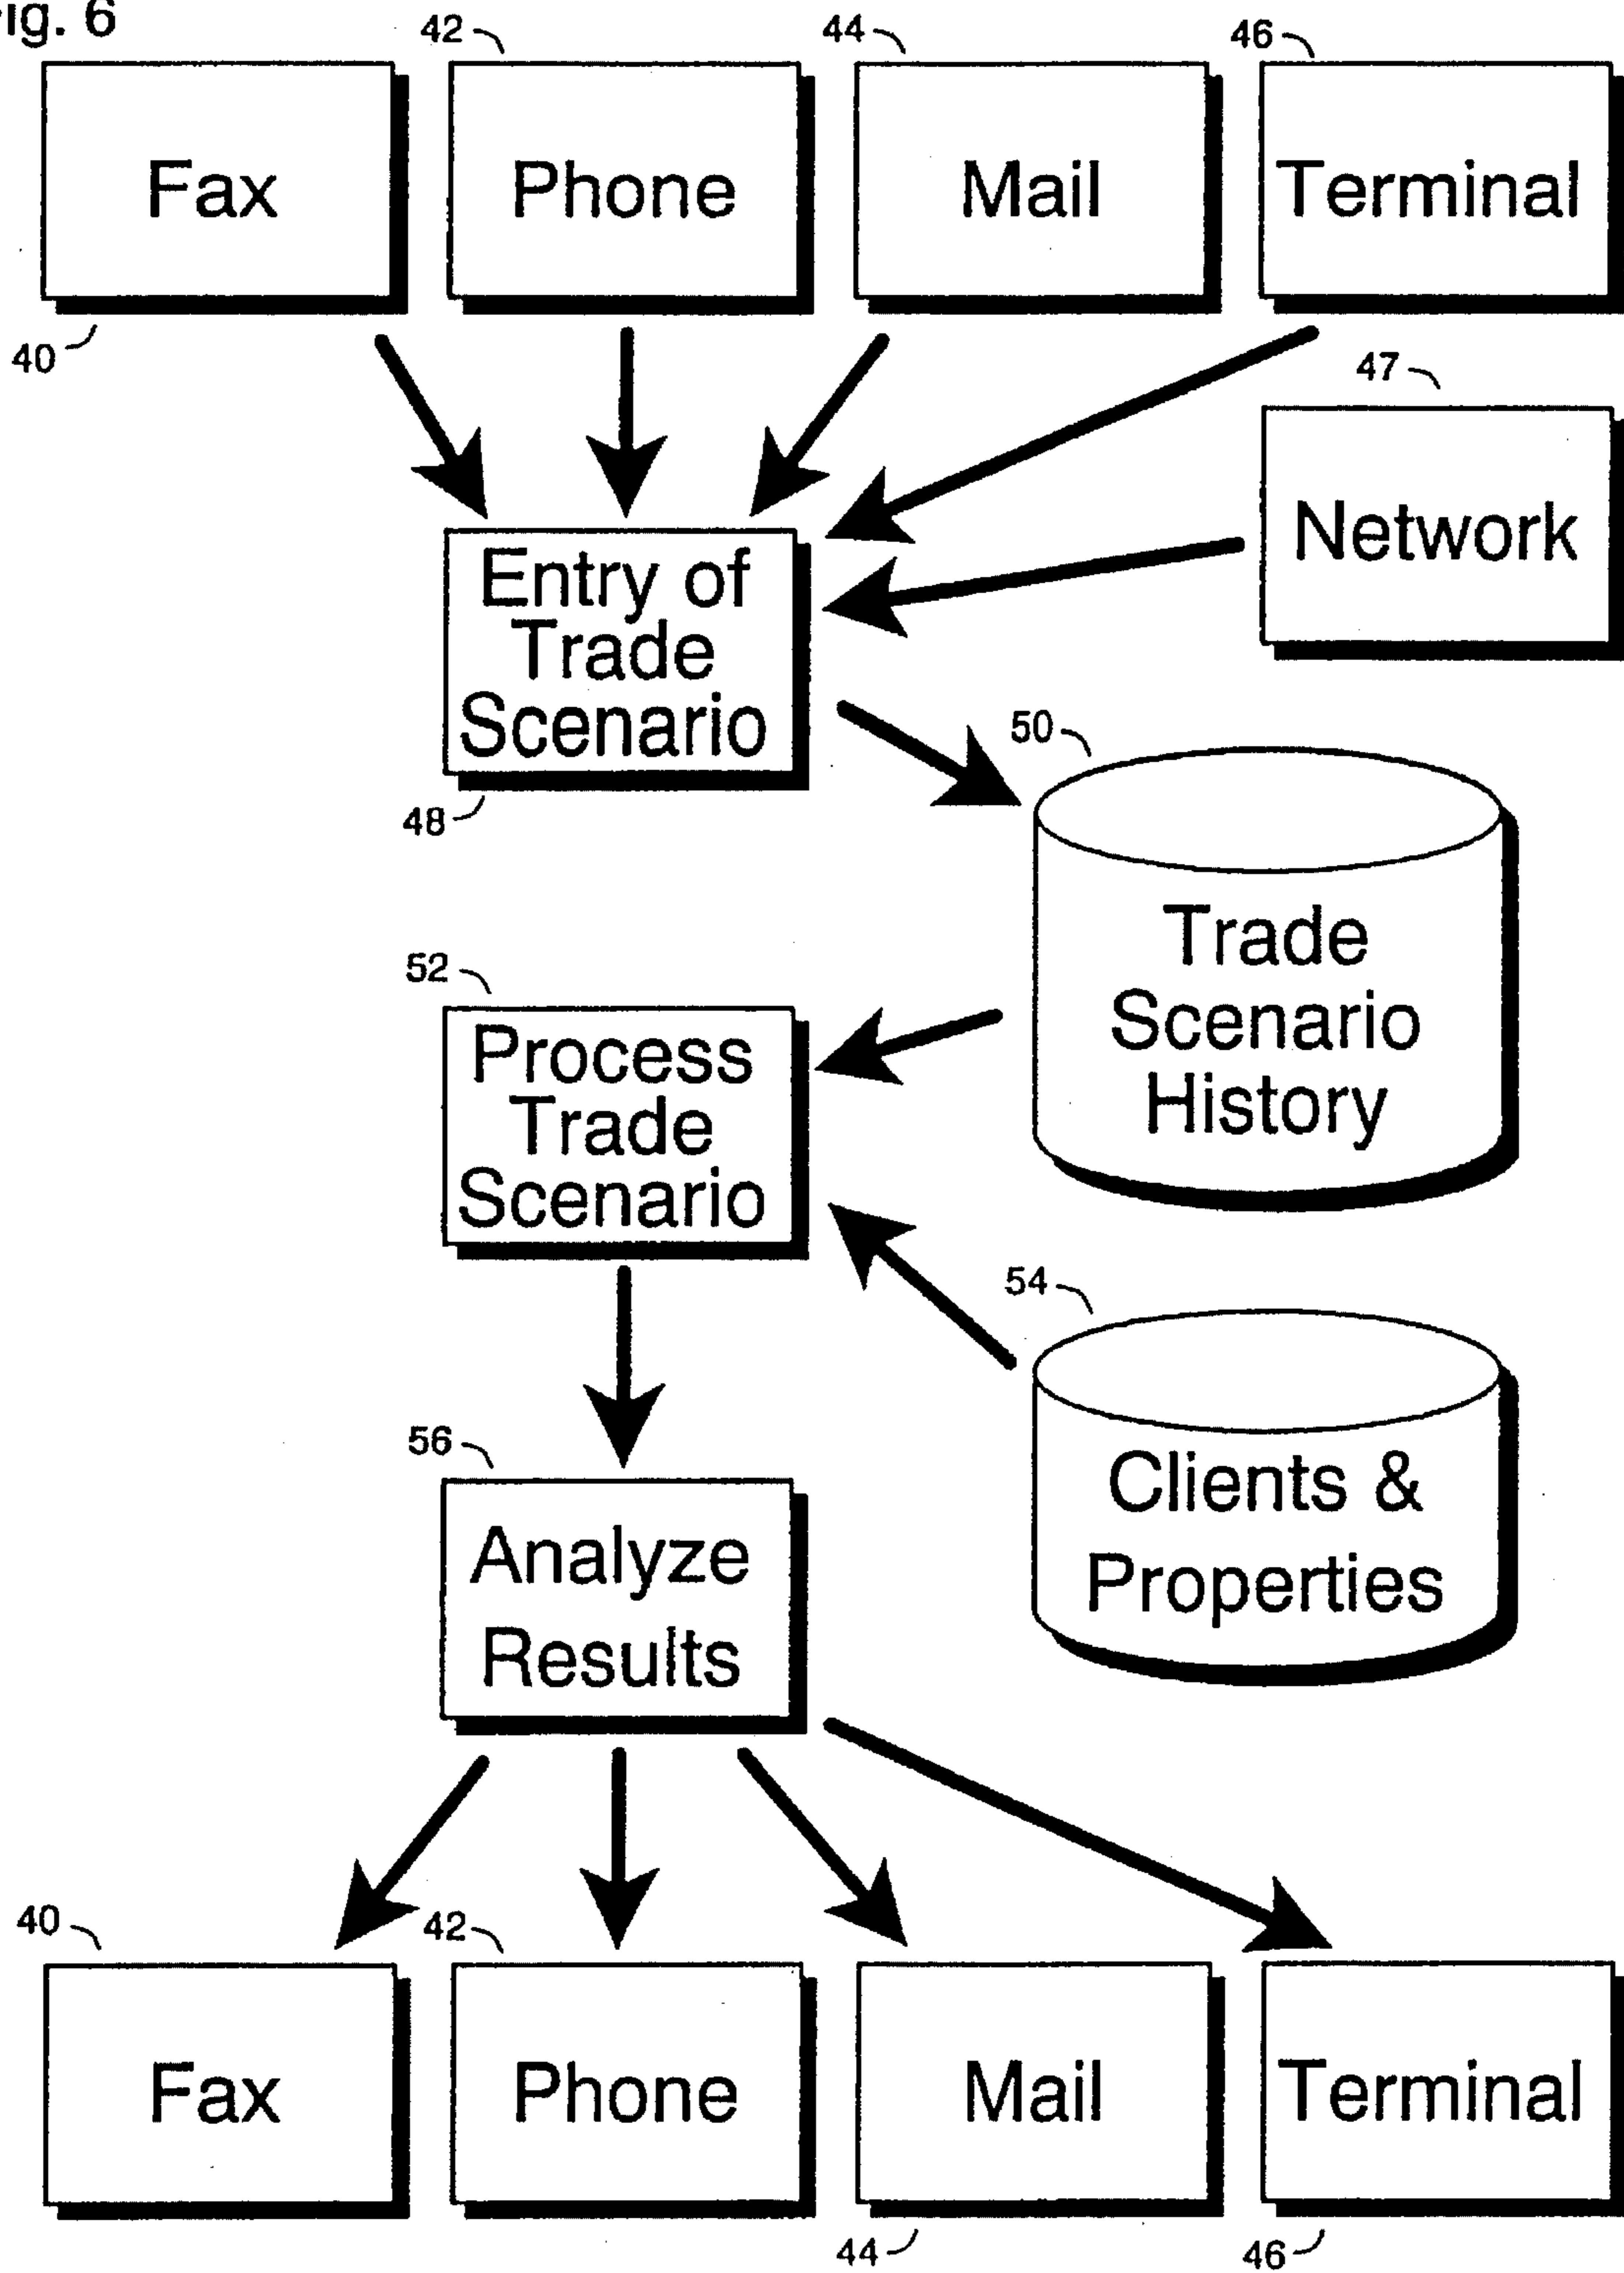 Fig. 6
42
44
46
Fax
Phone
Mail
Terminal
40
47
Network
Entry of
Trade
Scenario
48
50
Trade
Scenario
History
52
Process
Trade
Scenario
54
Clients &
Properties
56
Analyze
Results
40
42
Fax
Phone
Mail
Terminal
44
46